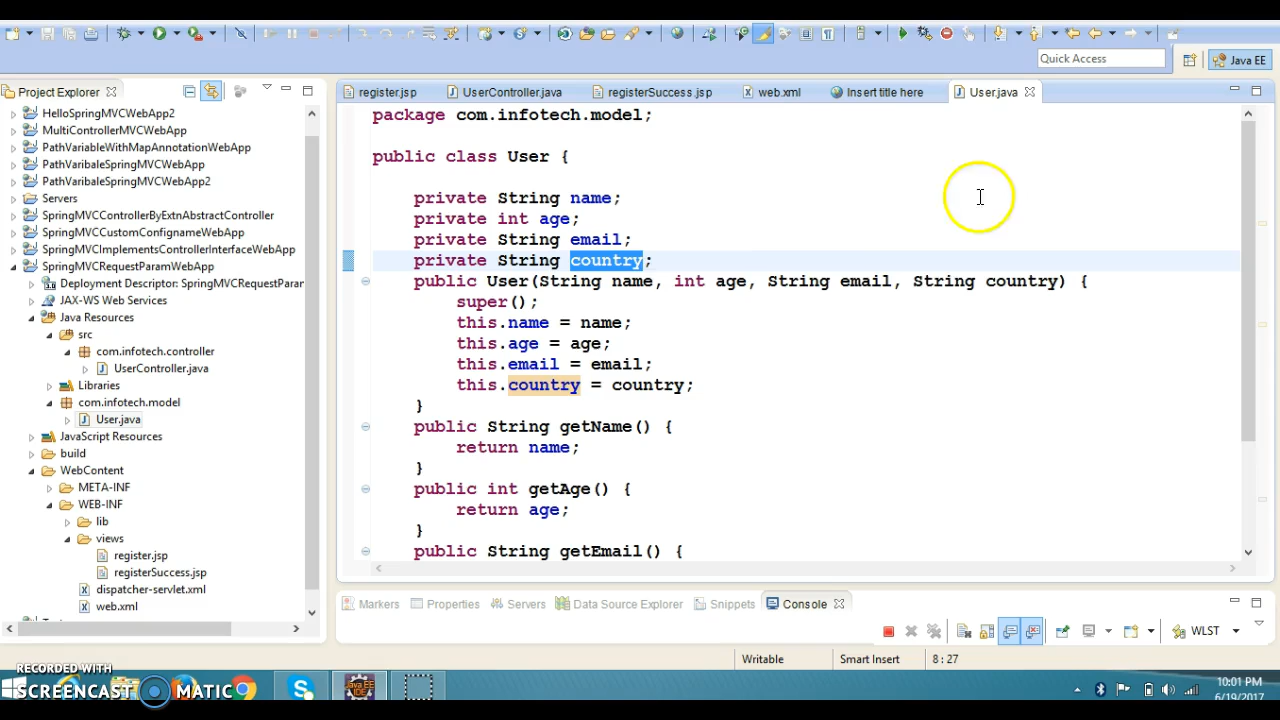 Quick Access
Java EE
Project Explorer
register.jsp
UserController.java
registerSuccess.jsp
web.xml
Insert title here
User.java
HelloSpringMVCWebApp2
MultiControllerMVCWebApp
PathVariableWithMapAnnotationWebApp
PathVaribaleSpringMVCWebApp
PathVaribaleSpringMVCWebApp2
Servers
SpringMVCControllerByExtnAbstractController
SpringMVCCustomConfignameWebApp
SpringMVCImplementsControllerInterfaceWebApp
SpringMVCRequestParamWebApp
Deployment Descriptor: SpringMVCRequestParam
JAX-WS Web Services
Java Resources
src
com.infotech.controller
UserController.java
Libraries
com.infotech.model
User.java
JavaScript Resources
build
WebContent
META-INF
WEB-INF
lib
views
register.jsp
registerSuccess.jsp
dispatcher-servlet.xml
web.xml
package com.infotech.model;
public class User {
private String name;
private int age;
private String email;
private String country;
public User(String name, int age, String email, String country) {
super();
this.name = name;
this.age = age;
this.email = email;
this.country = country;
}
public String getName() {
return name;
}
public int getAge() {
return age;
}
public String getEmail() {
Markers
Properties
Servers
Data Source Explorer
Snippets
Console
WLST
Writable
Smart Insert
8 : 27
RECORDED WITH
SCREENCAST MATIC
Java EE
IDE
10:01 PM
6/19/2017